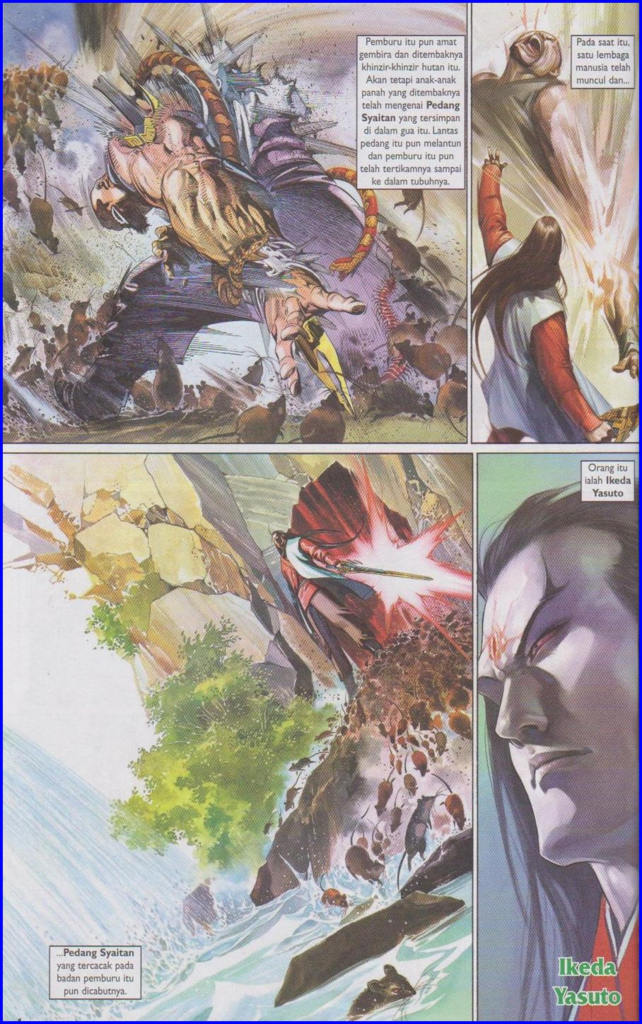 Pemburu itu pun amat
gembira dan ditembaknya
khinzir-khinzir hutan itu.
Akan tetapi anak-anak
panah yang ditembaknya
telah mengenai Pedang
Syaitan yang tersimpan
di dalam gua itu. Lantas
pedang itu pun melantun
dan pemburu itu pun
telah tertikamnya sampai
ke dalam tubuhnya.
Pada saat itu,
satu lembaga
manusia telah
muncul dan...
Orang itu
ialah Ikeda
Yasuto
...Pedang Syaitan
yang tercacak pada
badan pemburu itu
pun dicabutnya.
Ikeda
Yasuto